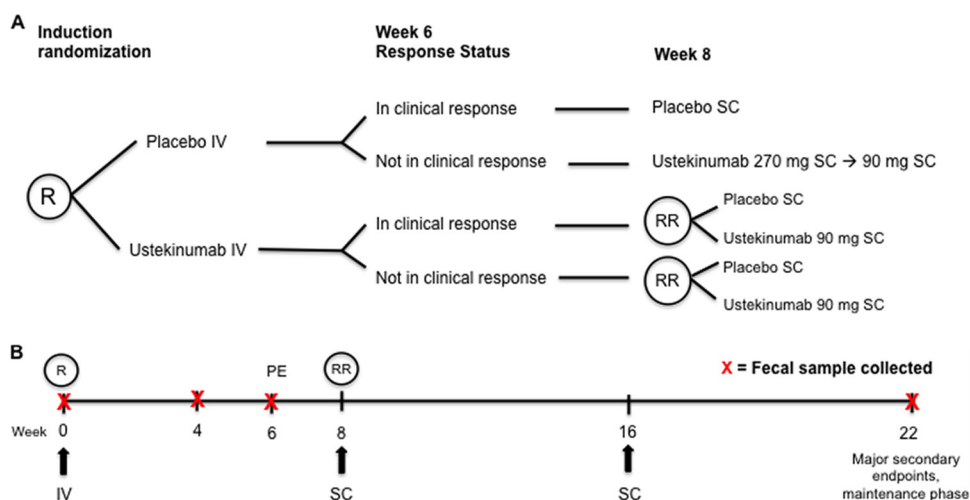 A
Induction
randomization
Week 6
Response Status
Week 8
In clinical response
Placebo SC
Placebo IV
Not in clinical response
Ustekinumab 270 mg SC → 90 mg SC
R
Placebo SC
In clinical response
RR
Ustekinumab IV
Ustekinumab 90 mg SC
Placebo SC
Not in clinical response
RR
Ustekinumab 90 mg SC
B
R
PE
RR
X = Fecal sample collected
X
X
X
X
Week 0 4 6 8 16 22
IV
SC
SC
Major secondary
endpoints,
maintenance phase